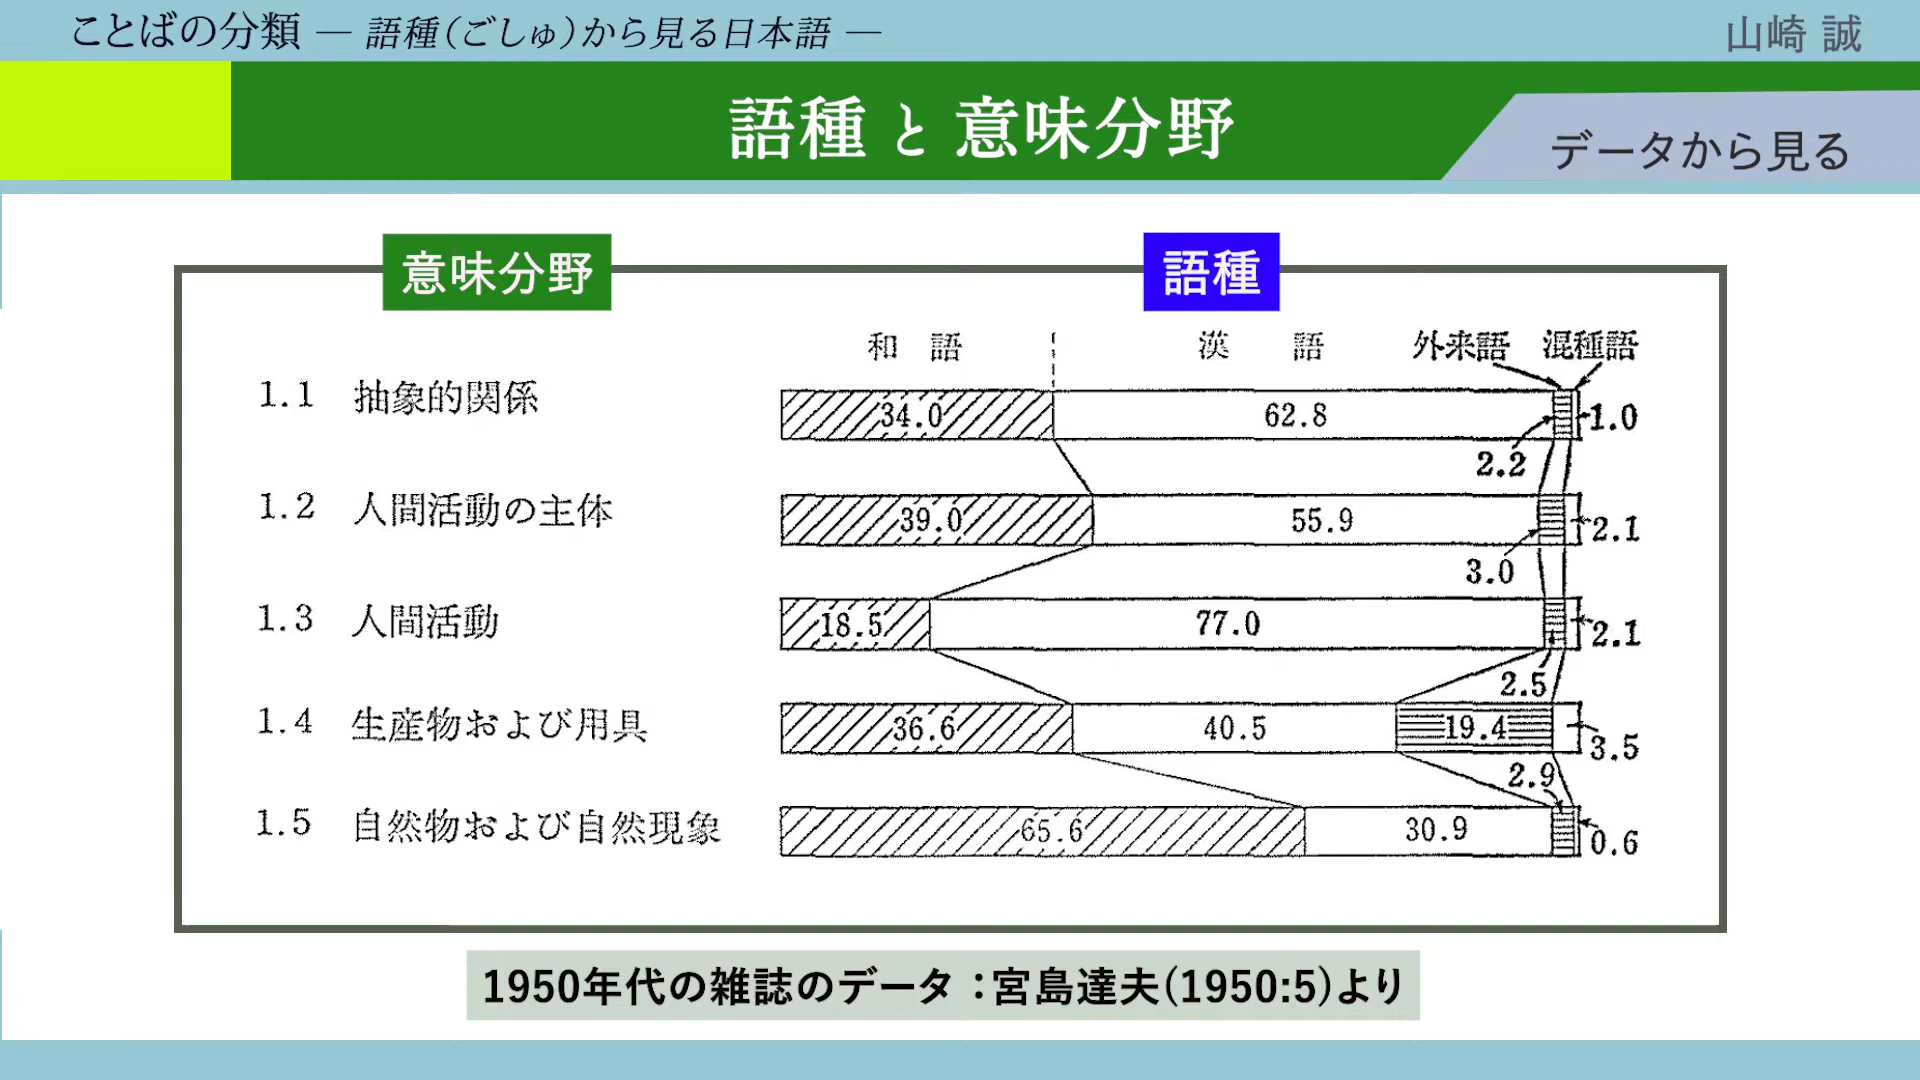 ことばの分類 ― 語種(ごしゅ)から見る日本語 ―
山崎 誠
語種 と 意味分野
データから見る
意味分野
語種
和語 漢語 外来語 混種語
1.1 抽象的関係 34.0 62.8 2.2 1.0
1.2 人間活動の主体 39.0 55.9 3.0 2.1
1.3 人間活動 18.5 77.0 2.5 2.1
1.4 生産物および用具 36.6 40.5 19.4 3.5
1.5 自然物および自然現象 65.6 30.9 2.9 0.6
1950年代の雑誌のデータ：宮島達夫(1950:5)より